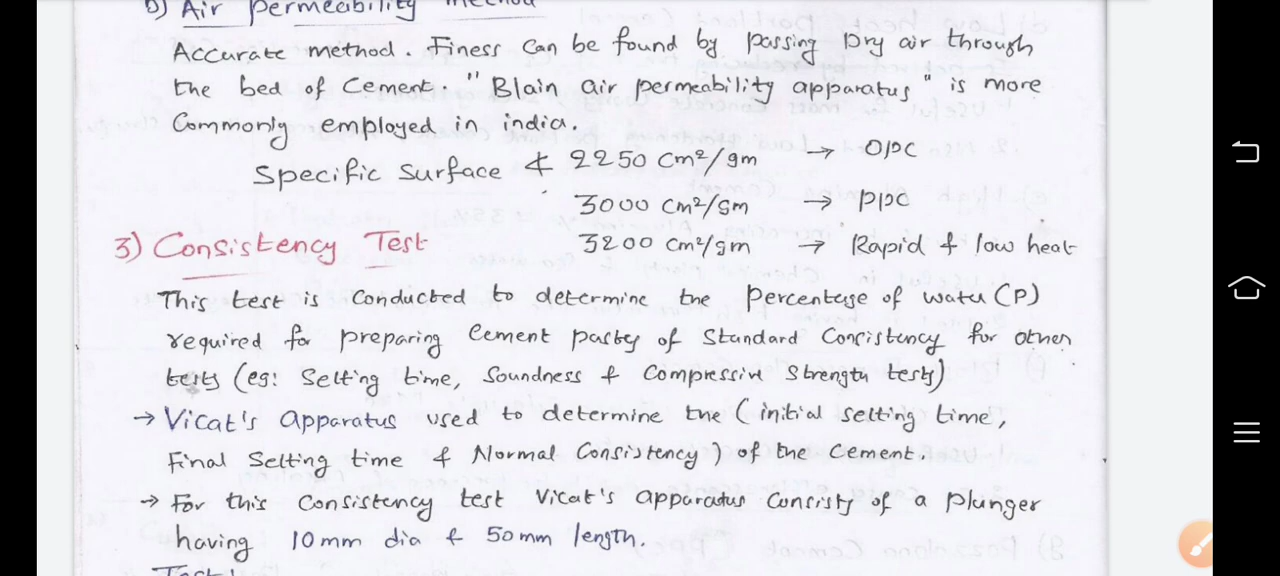 b) Air permeability method
Accurate method. Finess can be found by passing Dry air through
the bed of Cement. "Blain air permeability apparatus" is more
Commonly employed in india.
Specific Surface ≮ 2250 cm²/gm → OPC
3000 cm²/gm → PPC
3) Consistency Test 3200 cm²/gm → Rapid & low heat
This test is conducted to determine the percentage of water (P)
required for preparing Cement paste of Standard Consistency for other
tests (eg: Setting time, Soundness & Compressive Strength tests)
→ Vicat's Apparatus used to determine the (initial setting time,
Final Setting time & Normal Consistency) of the Cement.
→ For this Consistency test Vicat's apparatus Consists of a plunger
having 10mm dia & 50mm length.
Test: